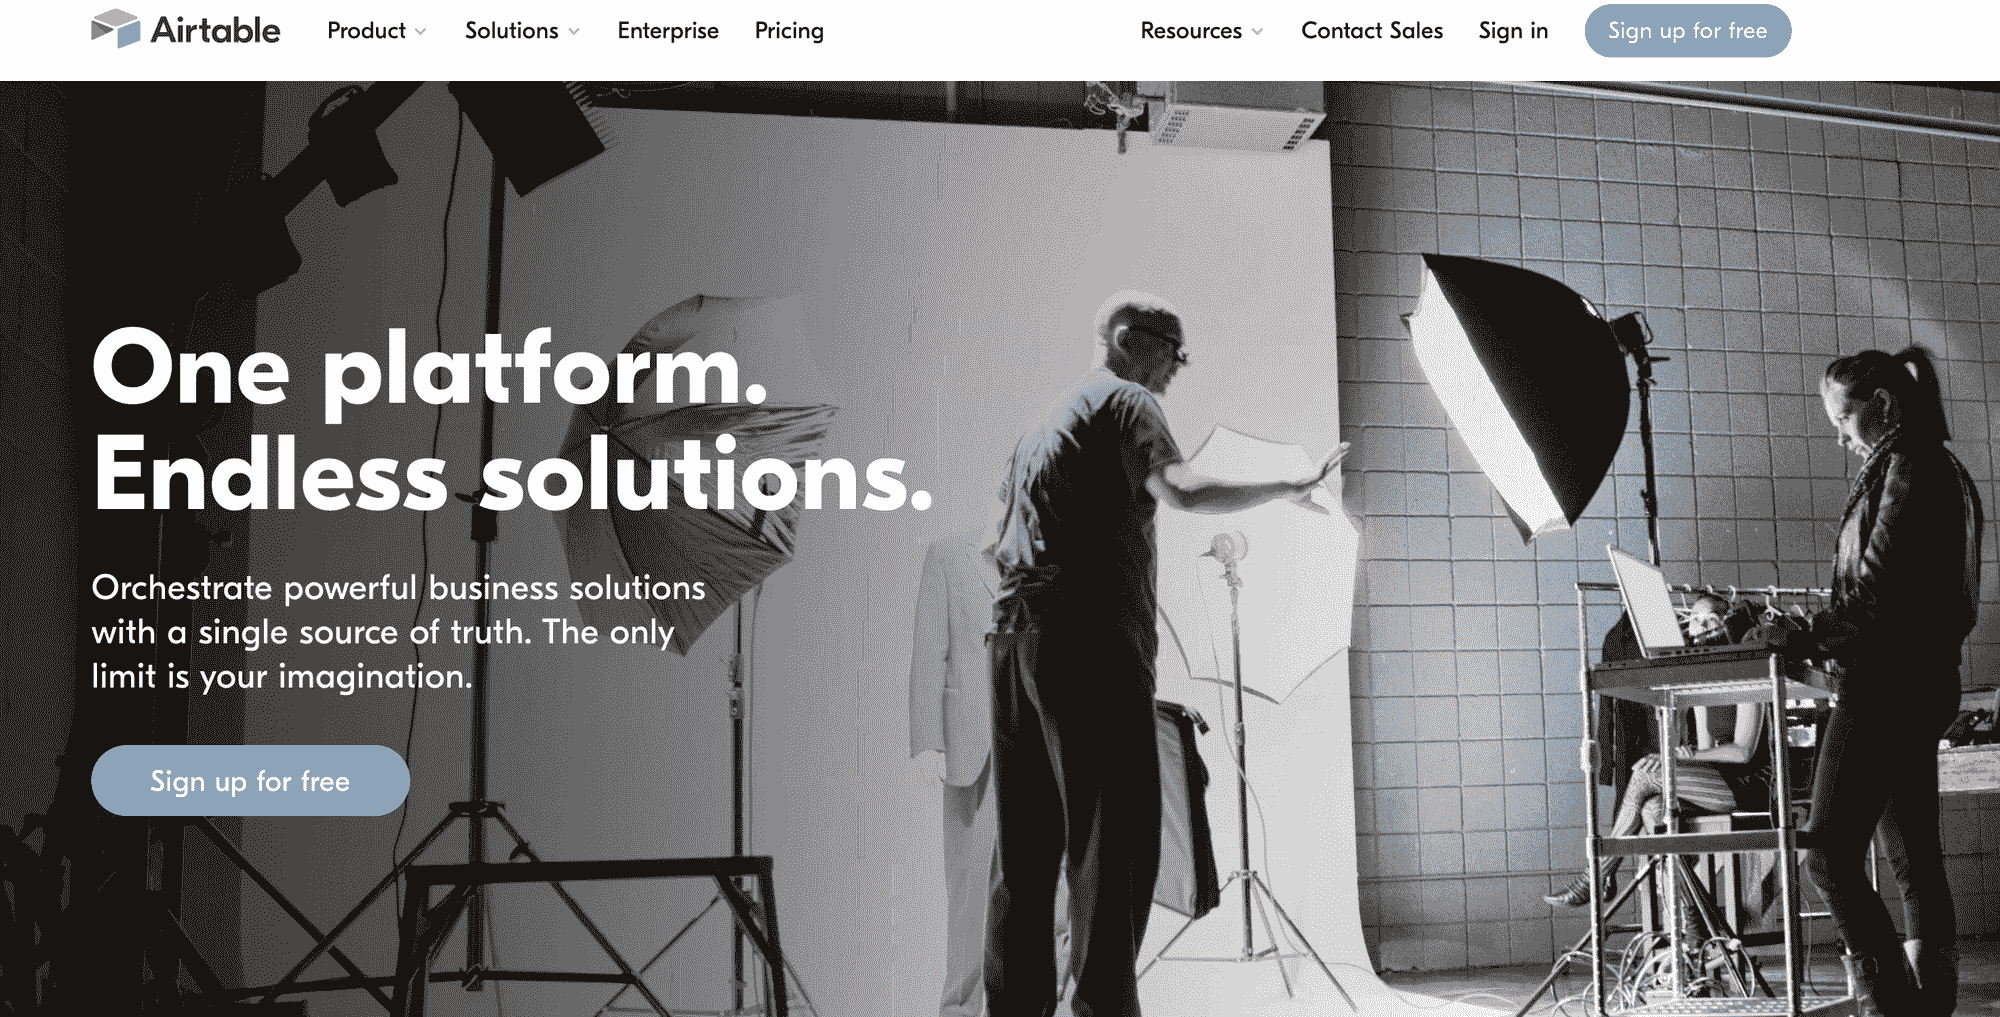 Airtable
Product
Solutions
Enterprise
Pricing
Resources
Contact Sales
Sign in
Sign up for free
One platform.
Endless solutions.
Orchestrate powerful business solutions
with a single source of truth. The only
limit is your imagination.
Sign up for free